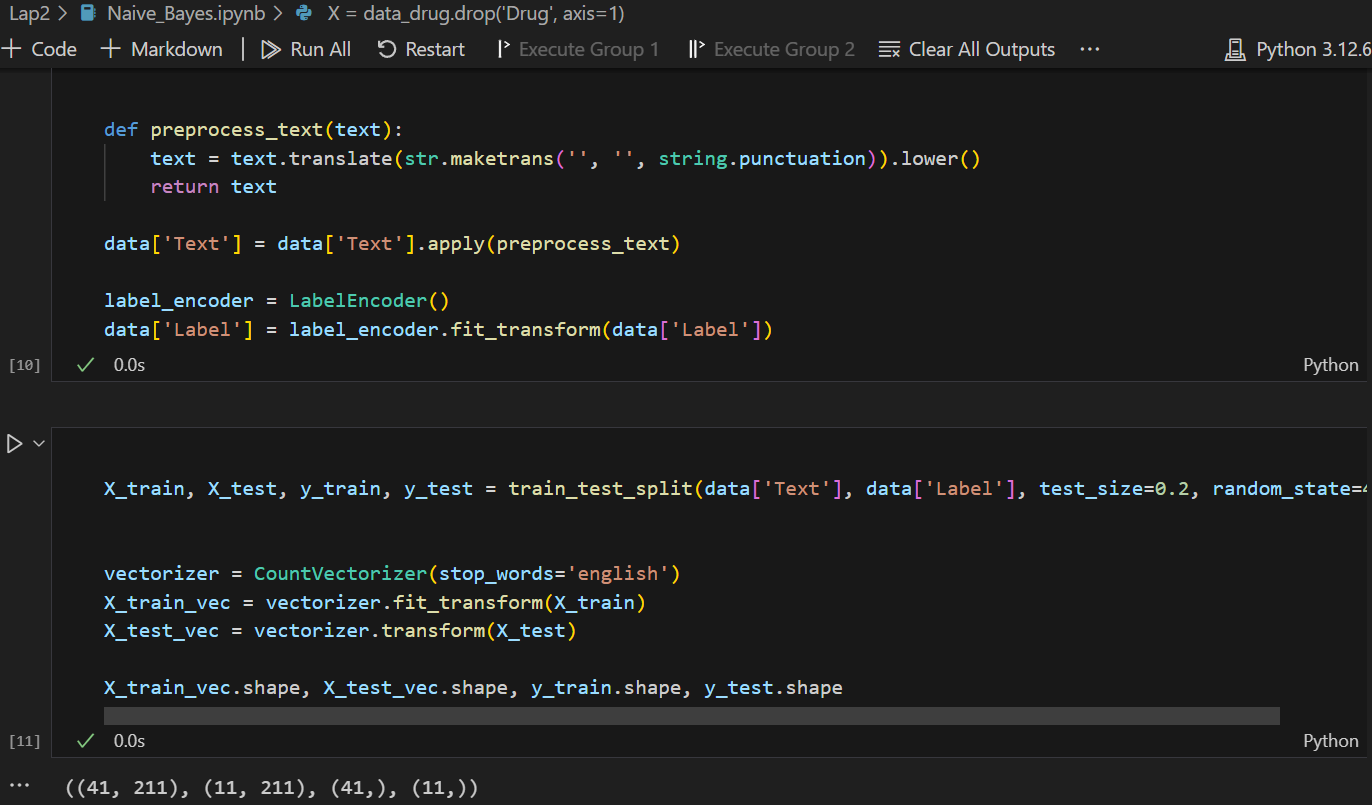 Lap2 > Naive_Bayes.ipynb > X = data_drug.drop('Drug', axis=1)
+ Code + Markdown | Run All Restart Execute Group 1 Execute Group 2 Clear All Outputs ··· Python 3.12.6
def preprocess_text(text):
    text = text.translate(str.maketrans('', '', string.punctuation)).lower()
    return text
data['Text'] = data['Text'].apply(preprocess_text)
label_encoder = LabelEncoder()
data['Label'] = label_encoder.fit_transform(data['Label'])
[10] ✓ 0.0s Python
X_train, X_test, y_train, y_test = train_test_split(data['Text'], data['Label'], test_size=0.2, random_state=
vectorizer = CountVectorizer(stop_words='english')
X_train_vec = vectorizer.fit_transform(X_train)
X_test_vec = vectorizer.transform(X_test)
X_train_vec.shape, X_test_vec.shape, y_train.shape, y_test.shape
[11] ✓ 0.0s Python
··· ((41, 211), (11, 211), (41,), (11,))